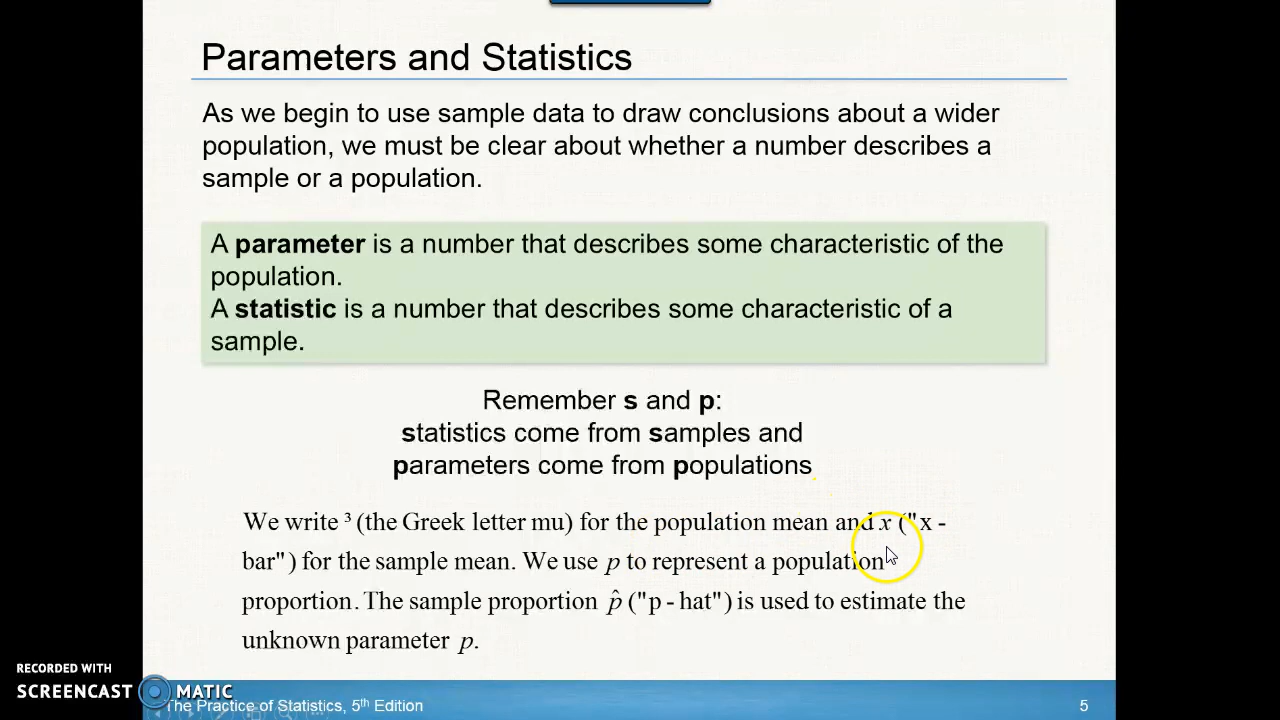 Parameters and Statistics
As we begin to use sample data to draw conclusions about a wider
population, we must be clear about whether a number describes a
sample or a population.
A parameter is a number that describes some characteristic of the
population.
A statistic is a number that describes some characteristic of a
sample.
Remember s and p:
statistics come from samples and
parameters come from populations
We write ³ (the Greek letter mu) for the population mean and x ("x -
bar") for the sample mean. We use p to represent a population
proportion. The sample proportion p̂ ("p - hat") is used to estimate the
unknown parameter p.
RECORDED WITH
SCREENCAST MATIC
The Practice of Statistics, 5th Edition
5